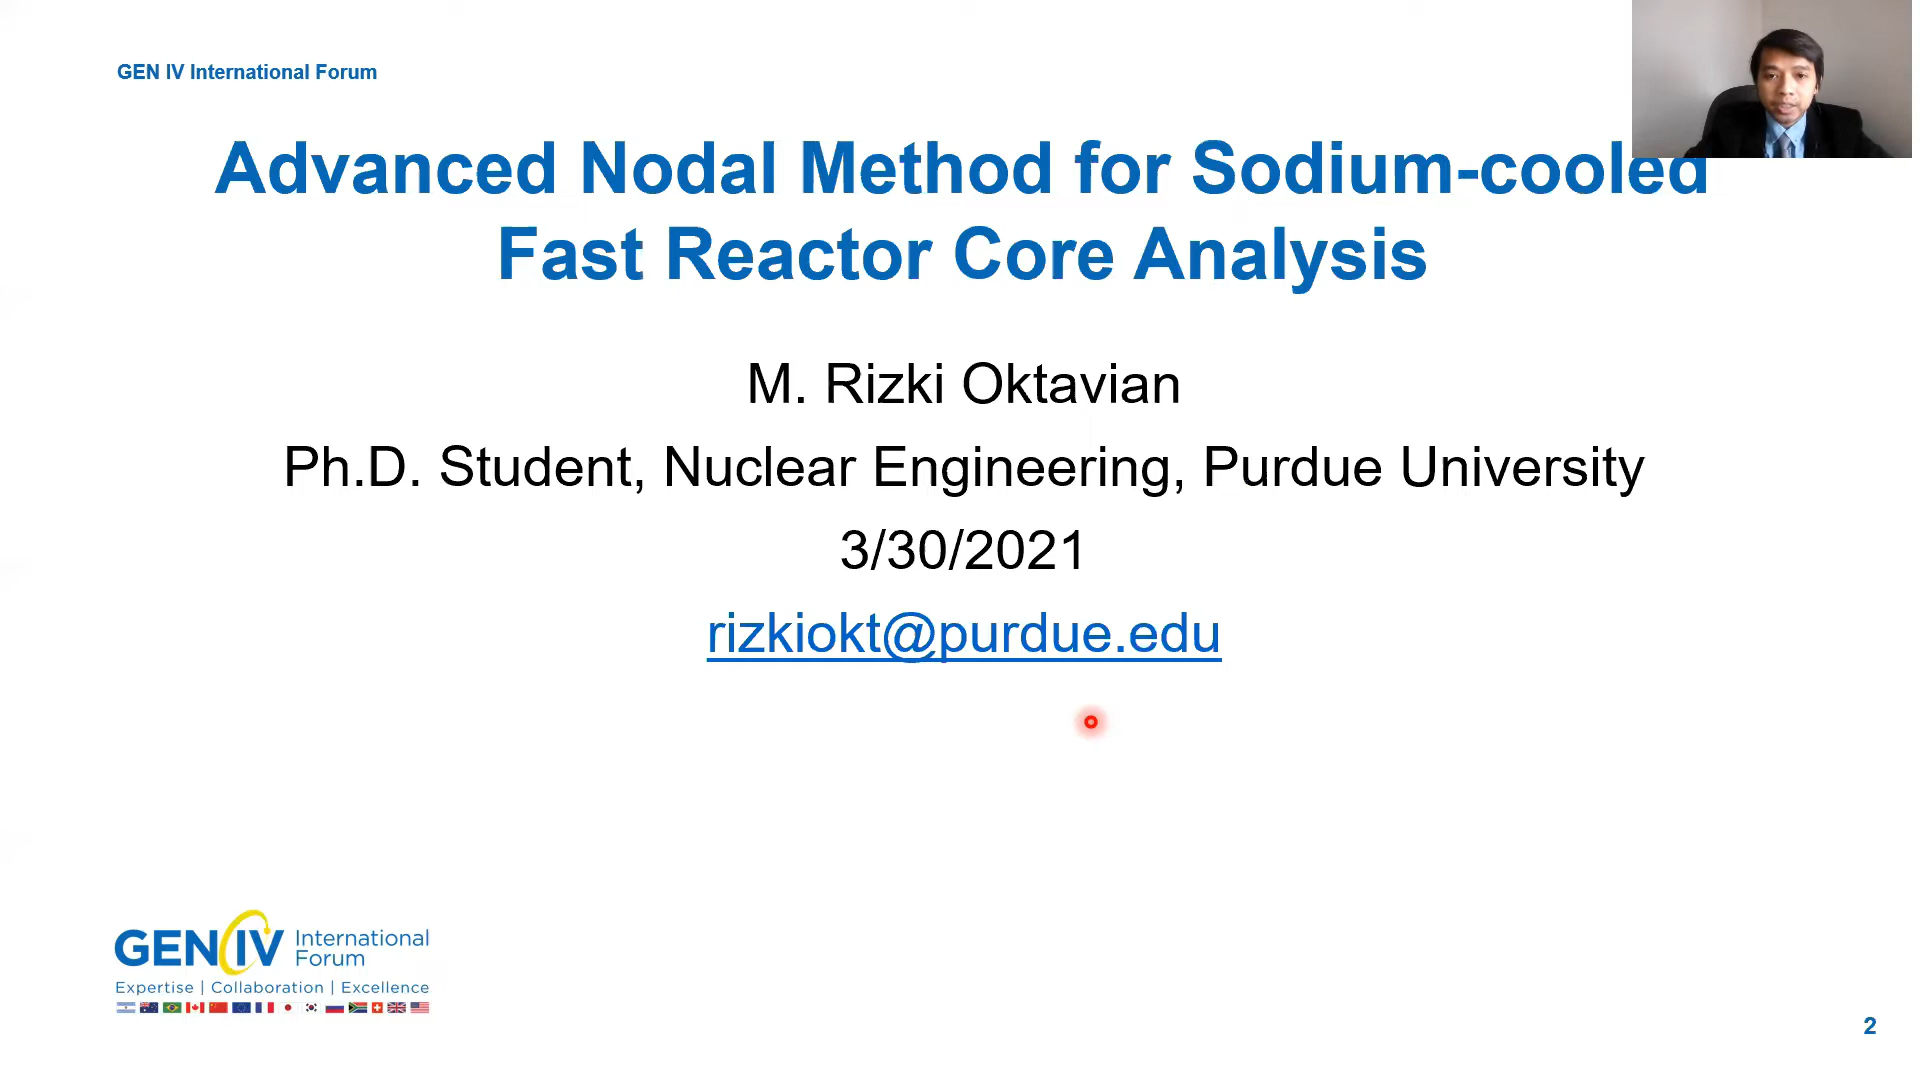 GEN IV International Forum
Advanced Nodal Method for Sodium-cooled
Fast Reactor Core Analysis
M. Rizki Oktavian
Ph.D. Student, Nuclear Engineering, Purdue University
3/30/2021
rizkiokt@purdue.edu
GEN IV International
Forum
Expertise | Collaboration | Excellence
2